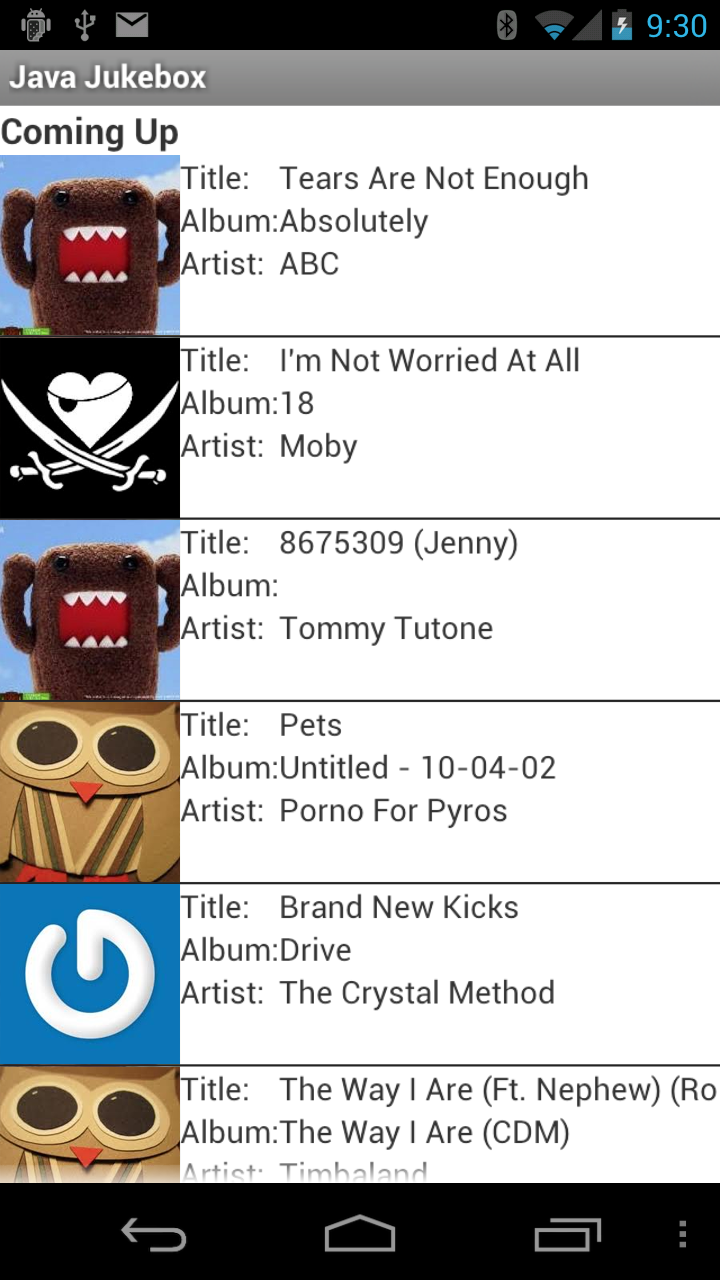 9:30
Java Jukebox
Coming Up
Title: Tears Are Not Enough
Album:Absolutely
Artist: ABC
Title: I'm Not Worried At All
Album:18
Artist: Moby
Title: 8675309 (Jenny)
Album:
Artist: Tommy Tutone
Title: Pets
Album:Untitled - 10-04-02
Artist: Porno For Pyros
Title: Brand New Kicks
Album:Drive
Artist: The Crystal Method
Title: The Way I Are (Ft. Nephew) (Ro
Album:The Way I Are (CDM)
Artist: Timbaland